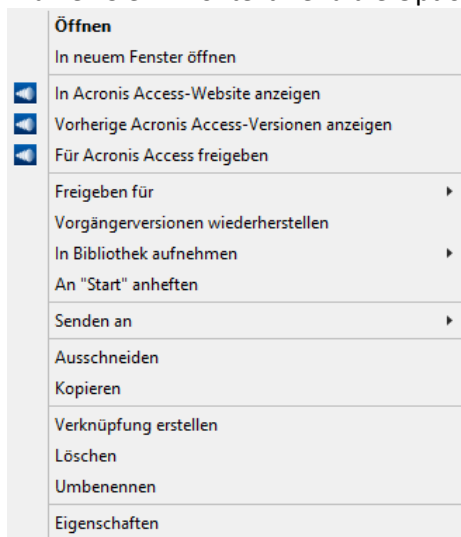 Öffnen
In neuem Fenster öffnen
In Acronis Access-Website anzeigen
Vorherige Acronis Access-Versionen anzeigen
Für Acronis Access freigeben
Freigeben für
Vorgängerversionen wiederherstellen
In Bibliothek aufnehmen
An "Start" anheften
Senden an
Ausschneiden
Kopieren
Verknüpfung erstellen
Löschen
Umbenennen
Eigenschaften